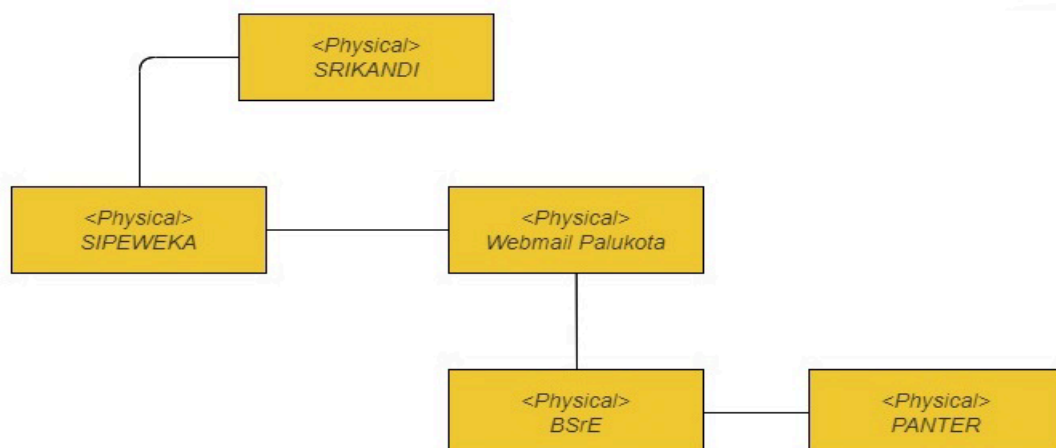 <Physical>
SRIKANDI
<Physical>
SIPEWEKA
<Physical>
Webmail Palukota
<Physical>
BSrE
<Physical>
PANTER